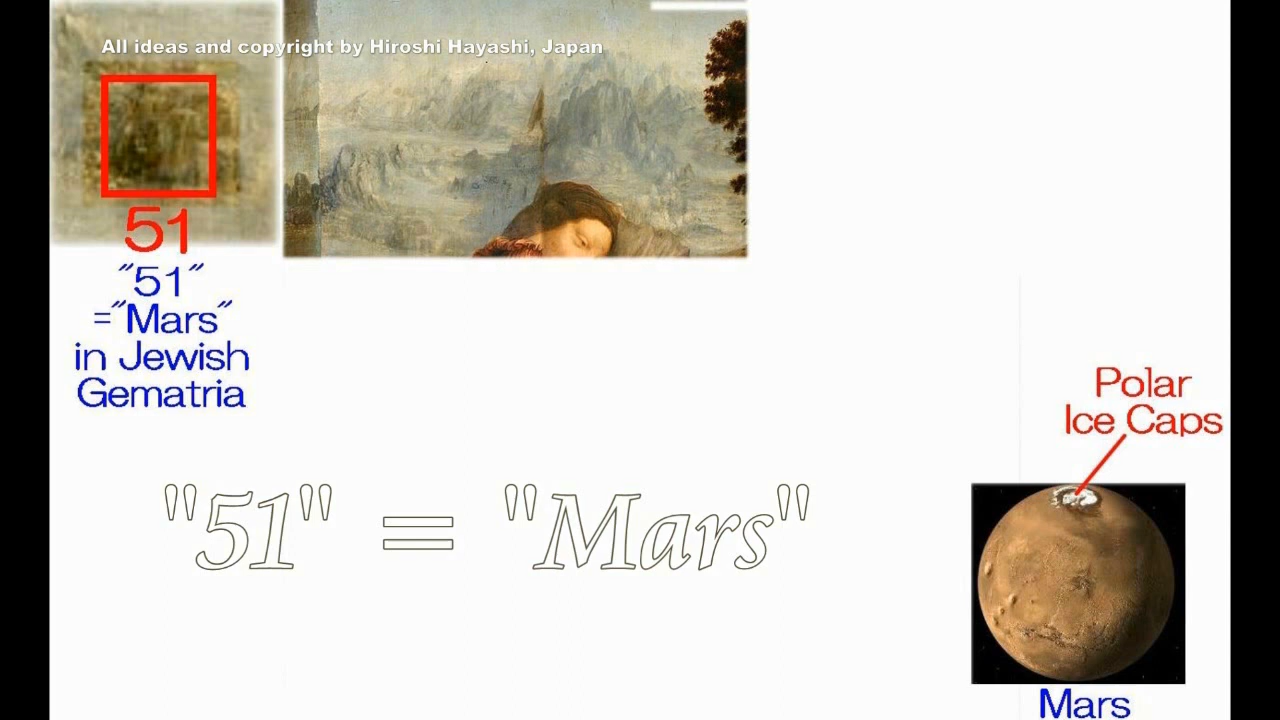 All ideas and copyright by Hiroshi Hayashi, Japan
51
"51"
="Mars"
in Jewish
Gematria
"51" = "Mars"
Polar
Ice Caps
Mars